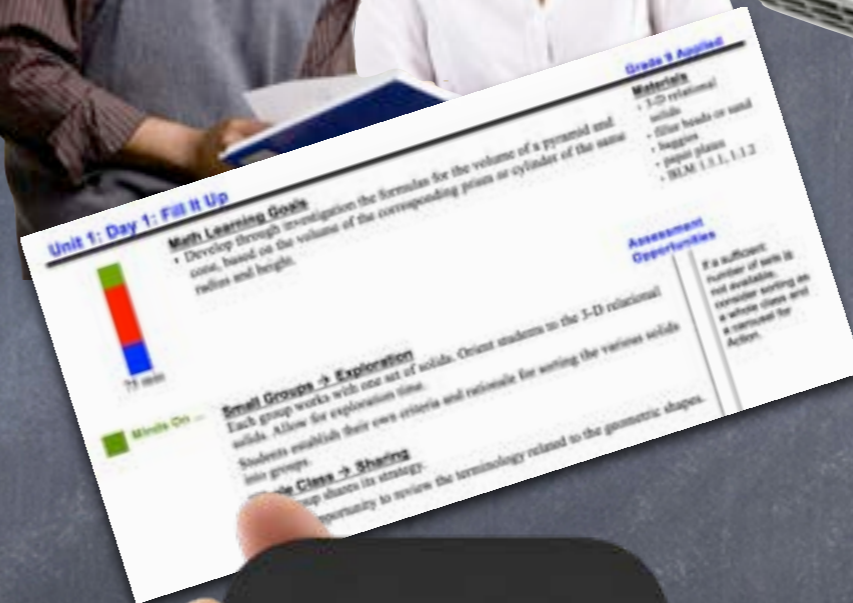 Grade 9 Applied
Unit 1: Day 1: Fill It Up
Math Learning Goals
• Develop through investigation the formulas for the volume of a pyramid and
cone, based on the volume of the corresponding prism or cylinder of the same
radius and height.
Materials
• 3-D relational
solids
• filler beads or sand
• baggies
• paper plates
• BLM 1.1.1, 1.1.2
75 min
Assessment
Opportunities
Minds On ...
Small Groups → Exploration
Each group works with one set of solids. Orient students to the 3-D relational
solids. Allow for exploration time.
Students establish their own criteria and rationale for sorting the various solids
into groups.
Class → Sharing
shares its strategy.
opportunity to review the terminology related to the geometric shapes.
If a sufficient
number of sets is
not available,
consider sorting as
a whole class and
a carousel for
Action.